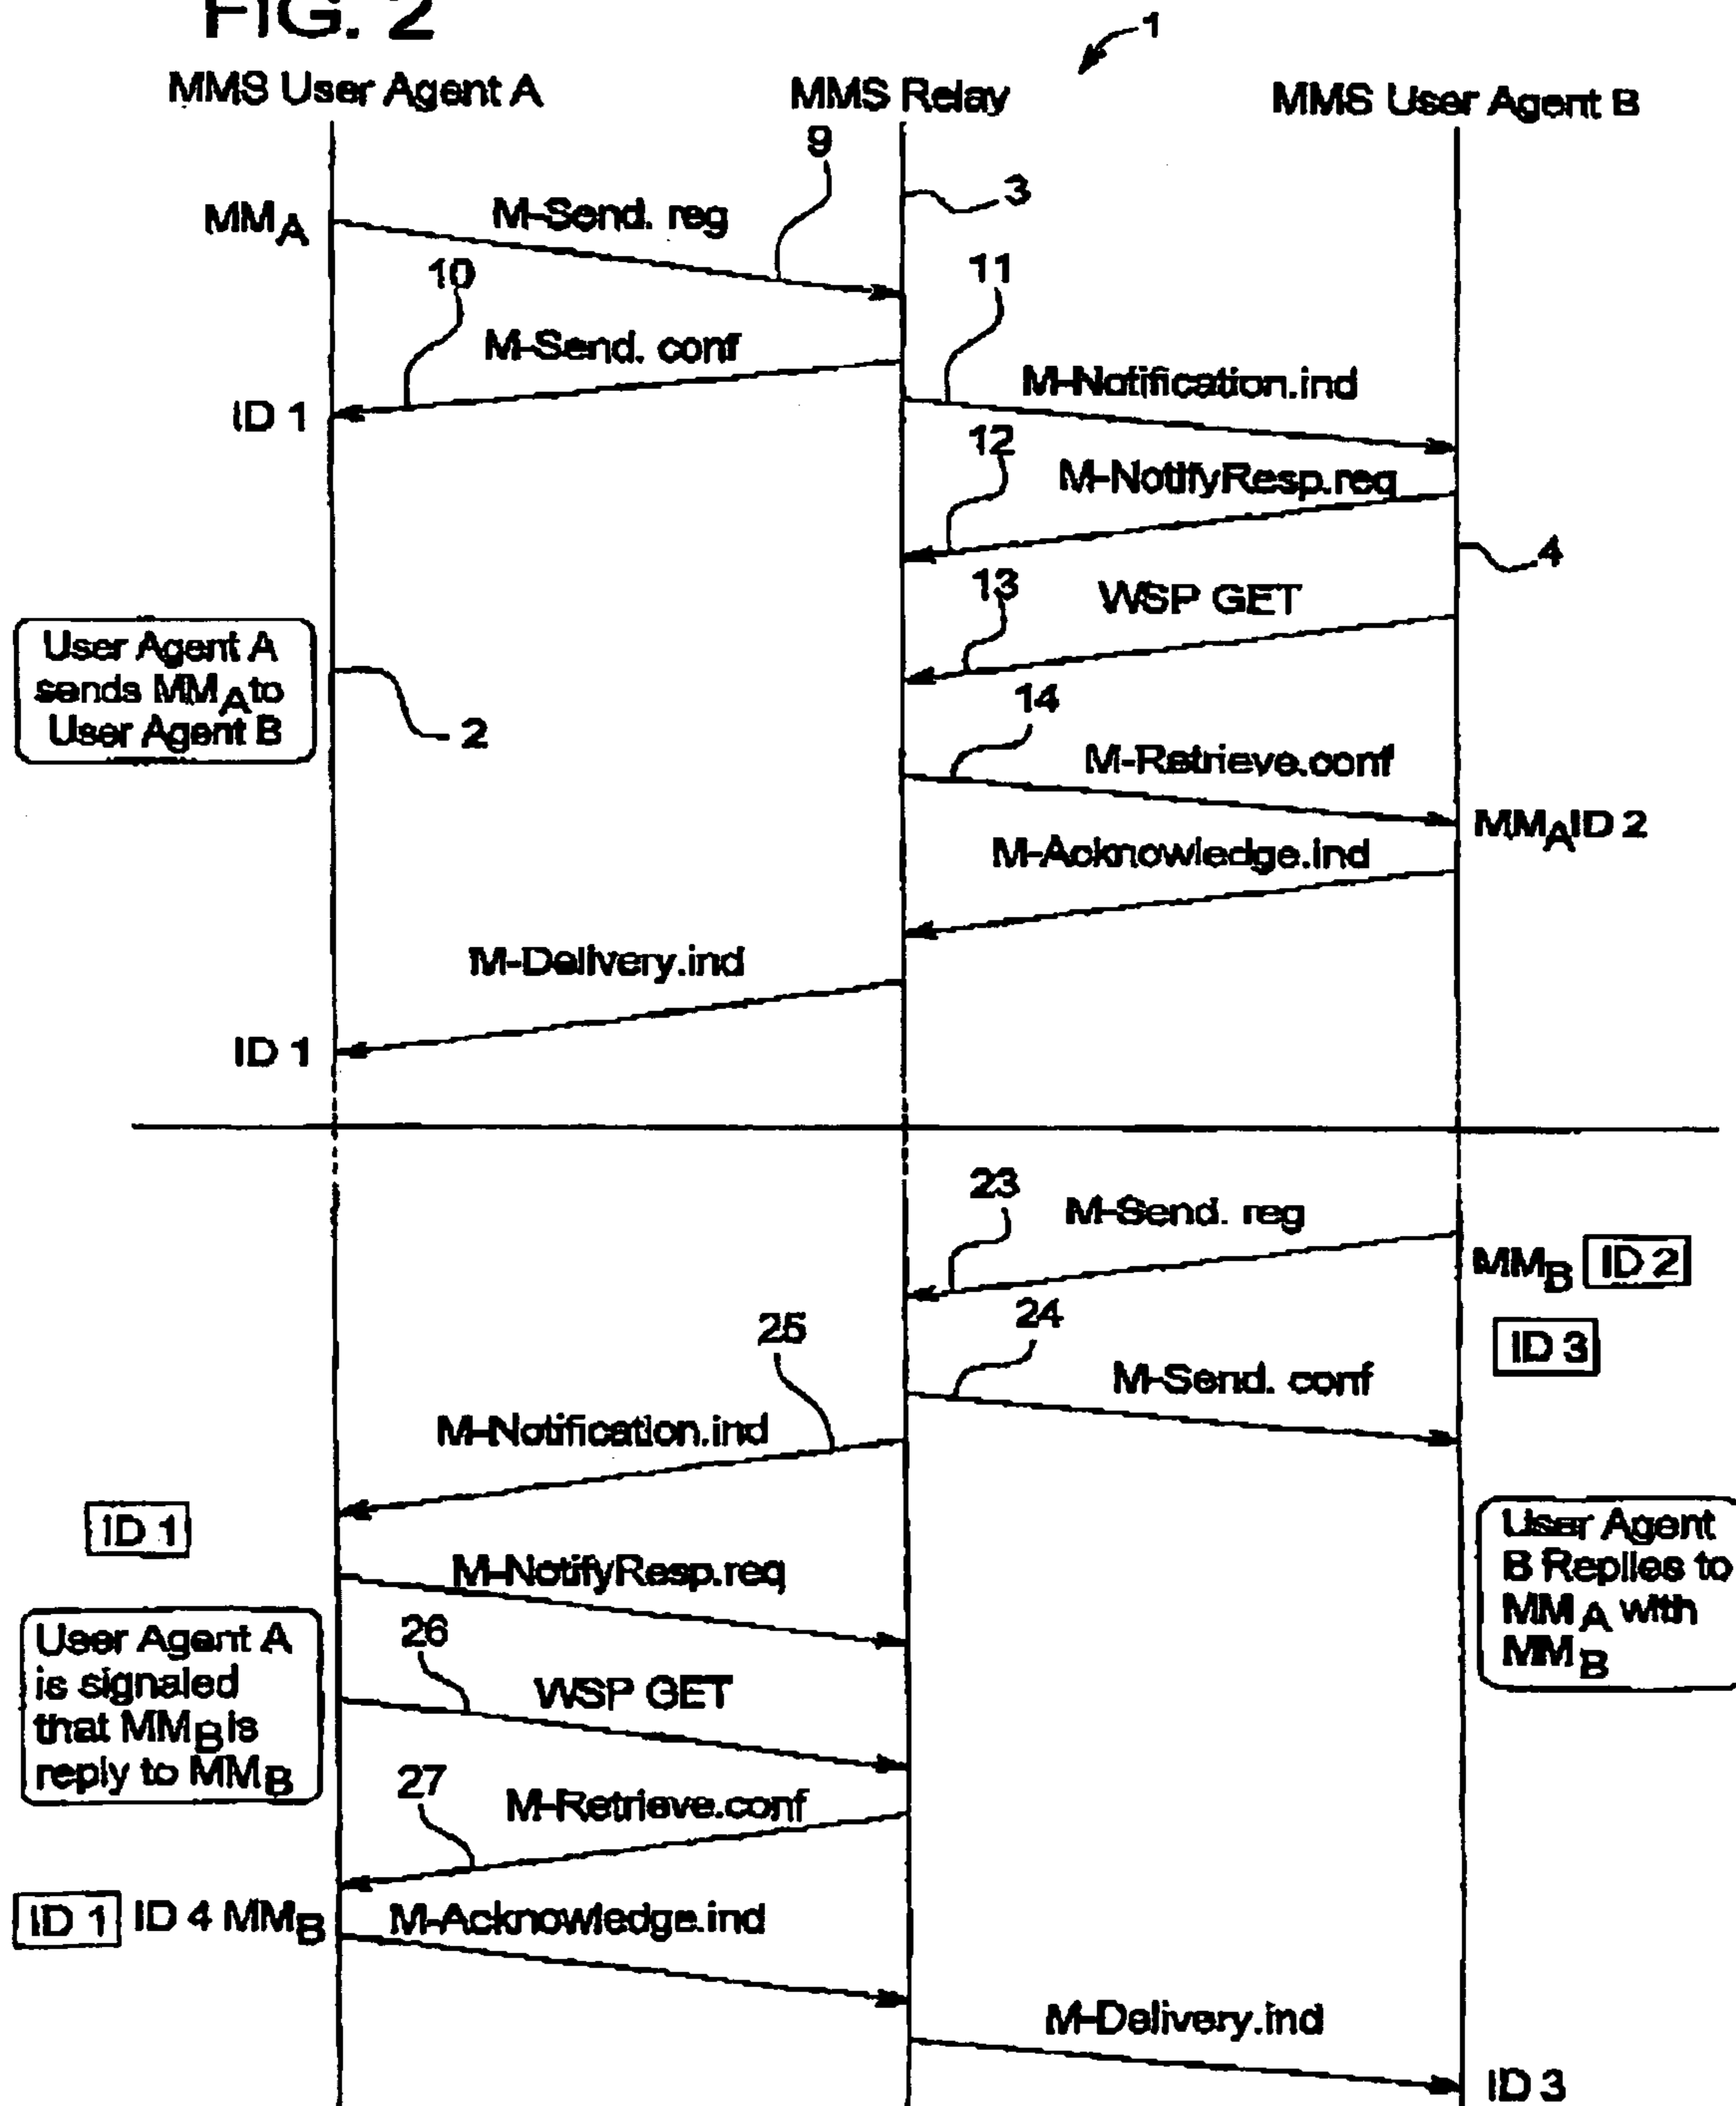 FIG. 2
1
MMS User Agent A
MMS Relay
MMS User Agent B
9
3
MMA
M-Send. reg
10
11
M-Send. conf
M-Notification.ind
ID 1
12
M-NotifyResp.req
4
13
WSP GET
User Agent A
sends MMA to
User Agent B
2
14
M-Retrieve.conf
MMAID 2
M-Acknowledge.ind
M-Delivery.ind
ID 1
23
M-Send. reg
MMB ID 2
24
25
ID 3
M-Send. conf
M-Notification.ind
ID 1
User Agent
B Replies to
MMA with
MMB
M-NotifyResp.req
User Agent A
is signaled
that MMB is
reply to MMB
26
WSP GET
27
M-Retrieve.conf
ID 1 ID 4 MMB
M-Acknowledge.ind
M-Delivery.ind
ID 3